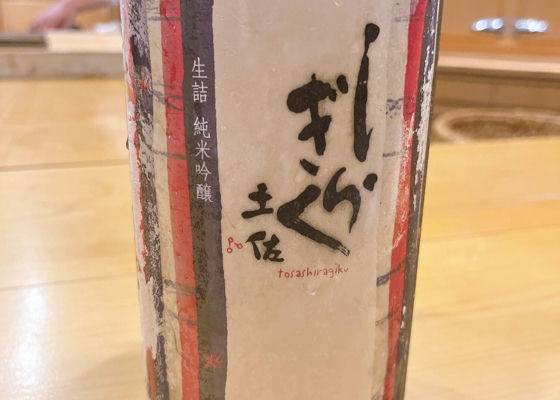 しらぎく
土佐
tosashiragiku
生詰 純米吟醸